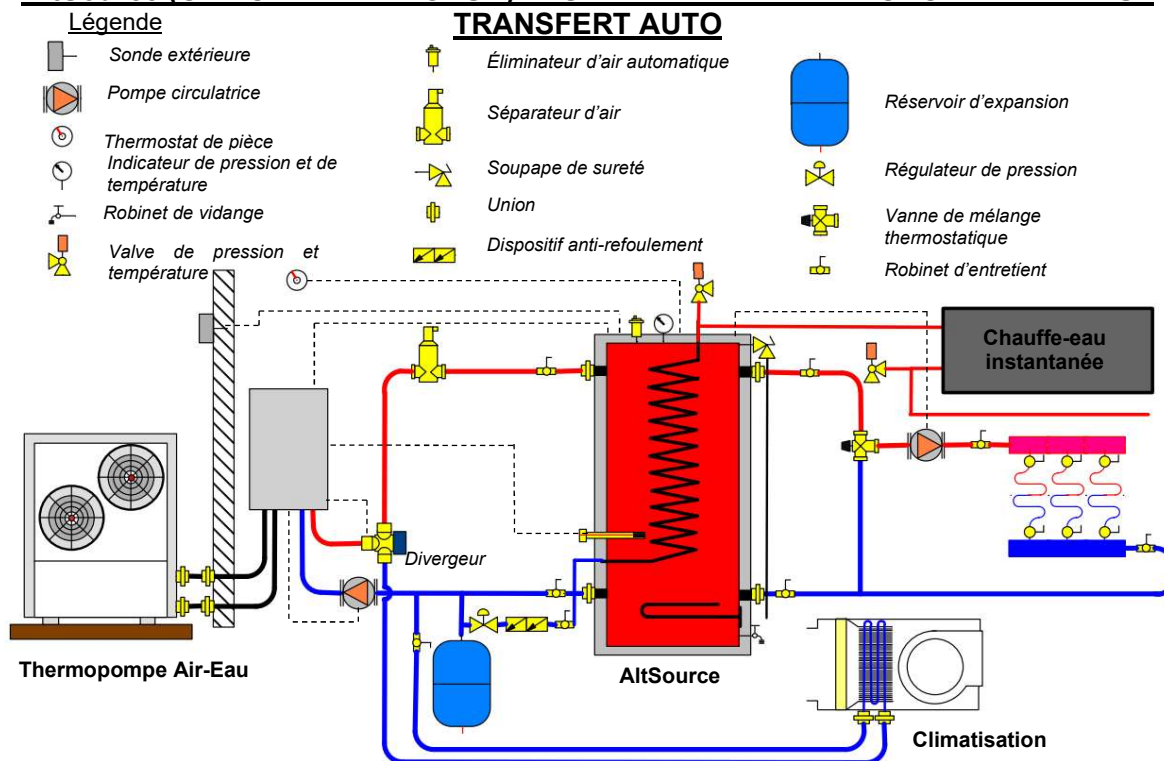 Légende
TRANSFERT AUTO
Sonde extérieure
Pompe circulatrice
Thermostat de pièce
Indicateur de pression et de
température
Robinet de vidange
Valve de pression et
température
Éliminateur d'air automatique
Séparateur d'air
Soupape de sureté
Union
Dispositif anti-refoulement
Réservoir d'expansion
Régulateur de pression
Vanne de mélange
thermostatique
Robinet d'entretient
Chauffe-eau
instantanée
Divergeur
Thermopompe Air-Eau
AltSource
Climatisation